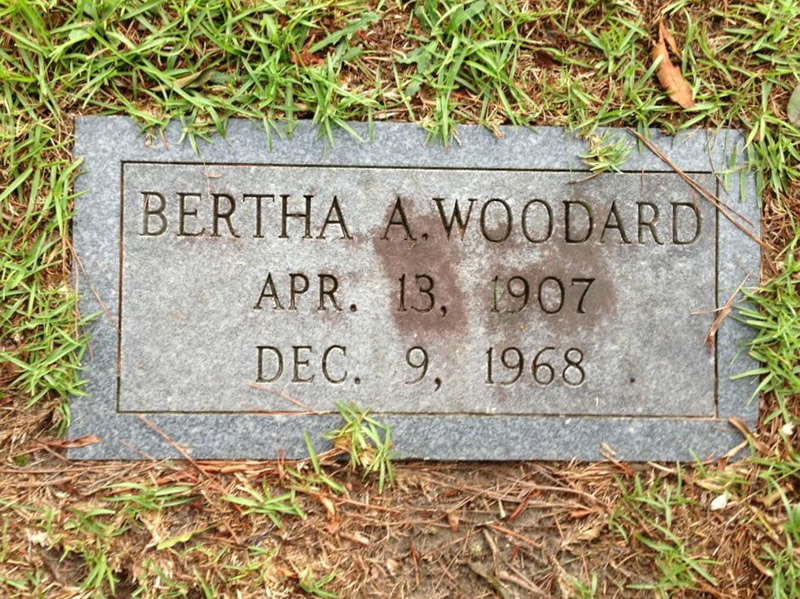 BERTHA A. WOODARD
APR. 13, 1907
DEC. 9, 1968